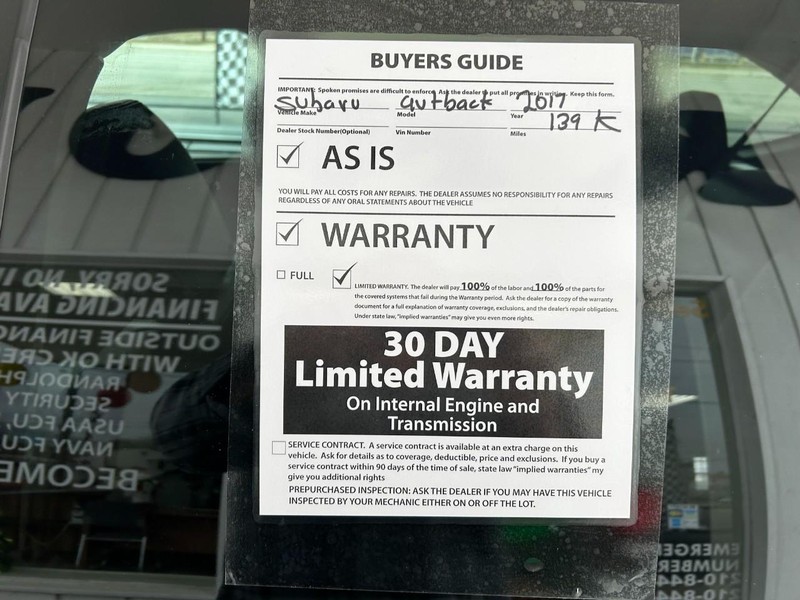 BUYERS GUIDE
IMPORTANT: Spoken promises are difficult to enforce. Ask the dealer to put all promises in writing. Keep this form.
Subaru Outback 2017
Vehicle Make Model Year
139 K
Dealer Stock Number(Optional) Vin Number Miles
AS IS
YOU WILL PAY ALL COSTS FOR ANY REPAIRS. THE DEALER ASSUMES NO RESPONSIBILITY FOR ANY REPAIRS
REGARDLESS OF ANY ORAL STATEMENTS ABOUT THE VEHICLE
WARRANTY
FULL
LIMITED WARRANTY. The dealer will pay 100% of the labor and 100% of the parts for
the covered systems that fail during the Warranty period. Ask the dealer for a copy of the warranty
document for a full explanation of warranty coverage, exclusions, and the dealer's repair obligations.
Under state law, "implied warranties" may give you even more rights.
30 DAY
Limited Warranty
On Internal Engine and
Transmission
SERVICE CONTRACT. A service contract is available at an extra charge on this
vehicle. Ask for details as to coverage, deductible, price and exclusions. If you buy a
service contract within 90 days of the time of sale, state law "implied warranties" my
give you additional rights
PREPURCHASED INSPECTION: ASK THE DEALER IF YOU MAY HAVE THIS VEHICLE
INSPECTED BY YOUR MECHANIC EITHER ON OR OFF THE LOT.
SORRY, NO I
FINANCING AVA
OUTSIDE FINANC
WITH OK CRE
RANDOLPH
SECURITY
USAA FCU,
NAVY FCU
BECOME
EMERGEN
NUMBER
210-844
210-844